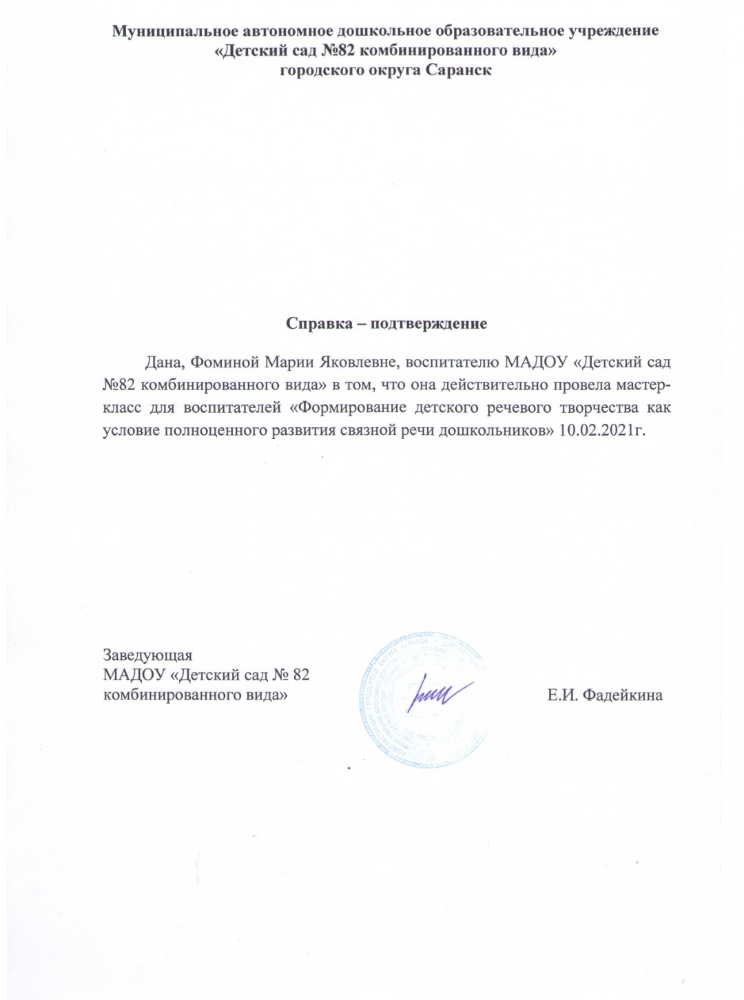 Муниципальное автономное дошкольное образовательное учреждение
«Детский сад №82 комбинированного вида»
городского округа Саранск
Справка – подтверждение
Дана, Фоминой Марии Яковлевне, воспитателю МАДОУ «Детский сад
№82 комбинированного вида» в том, что она действительно провела мастер-
класс для воспитателей «Формирование детского речевого творчества как
условие полноценного развития связной речи дошкольников» 10.02.2021г.
Заведующая
МАДОУ «Детский сад № 82
комбинированного вида»
Е.И. Фадейкина
ГОРОДСКОГО ОКРУГА САРАНСК